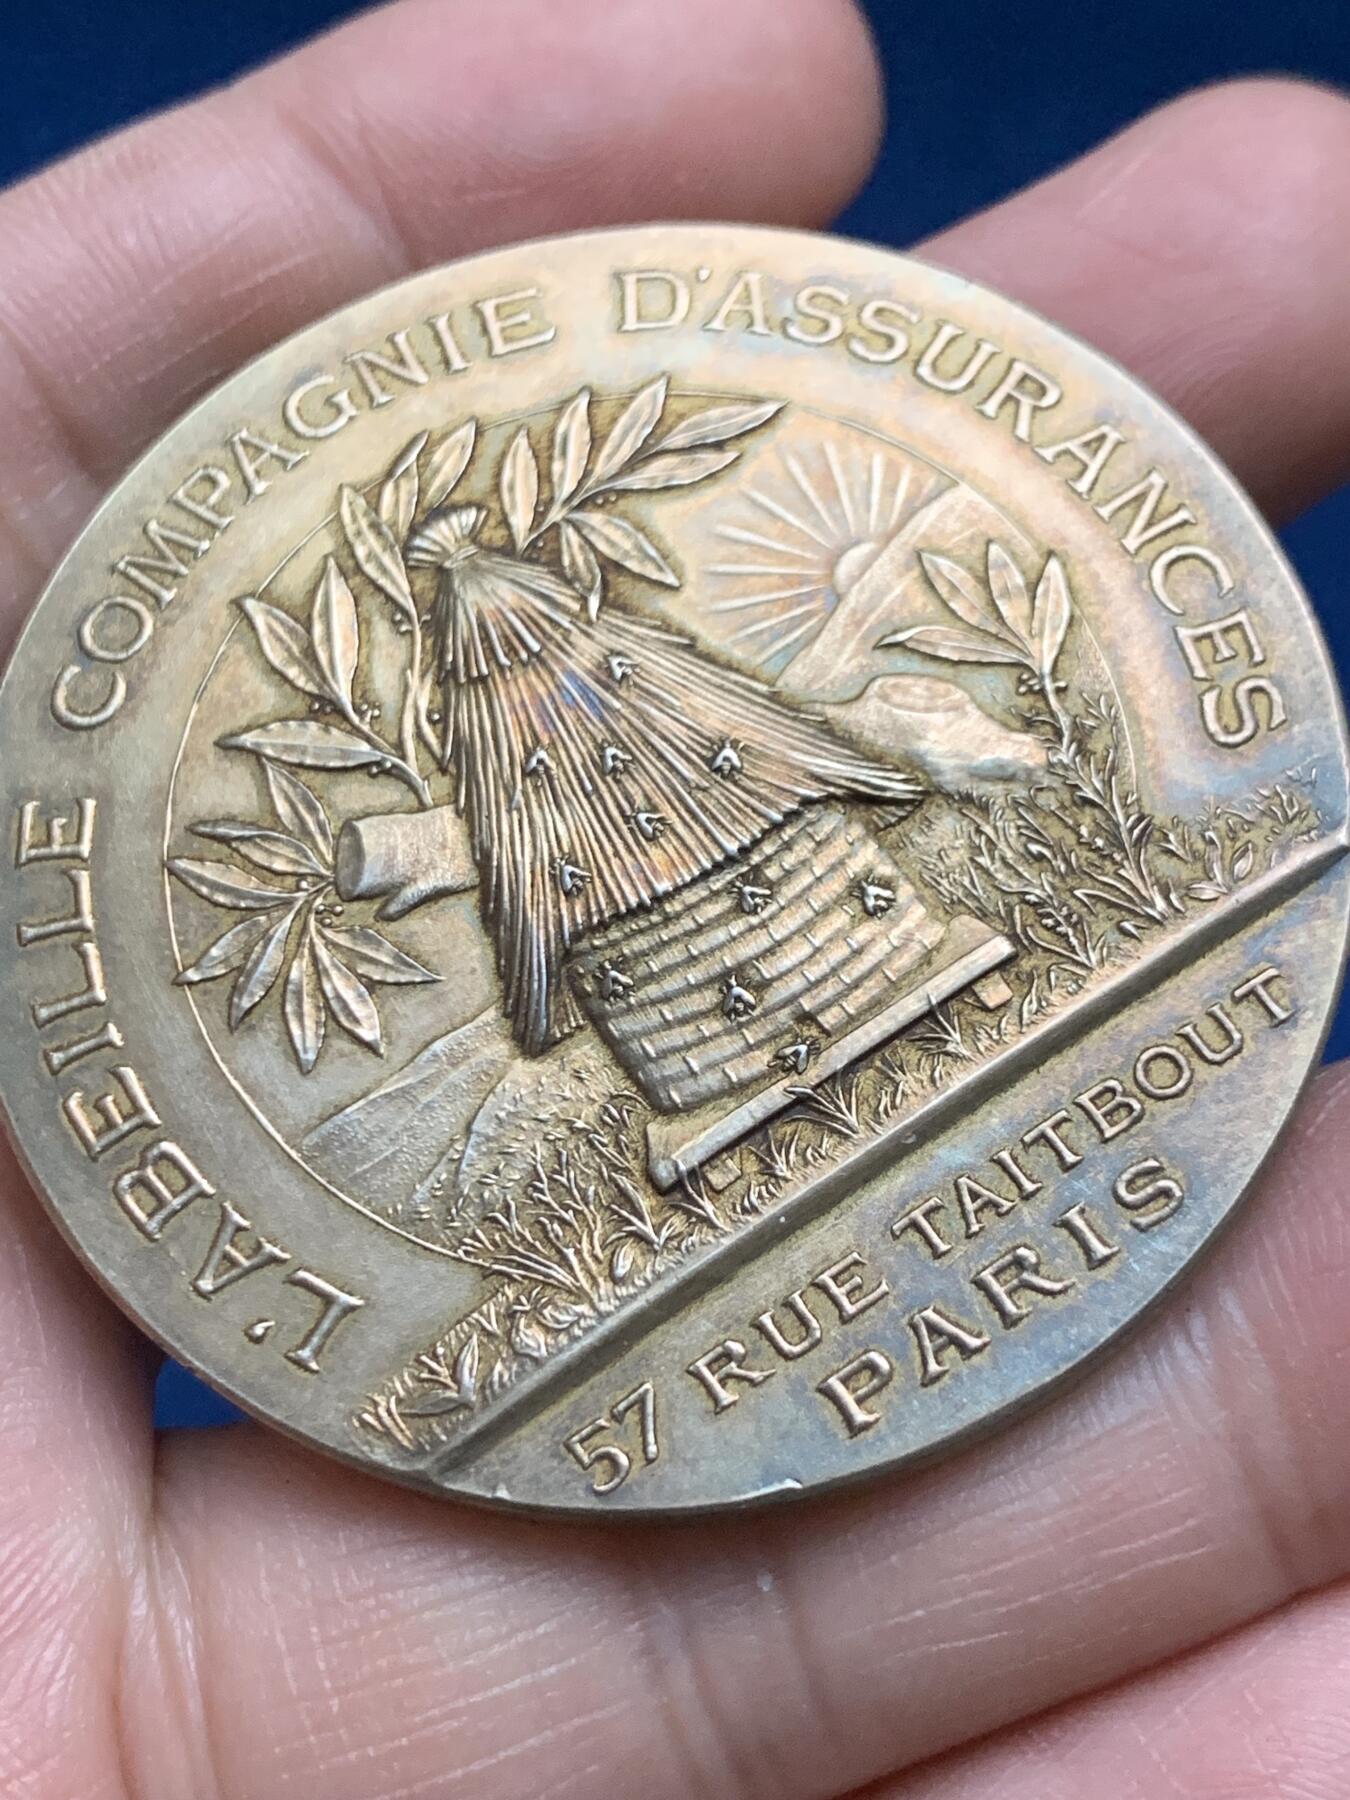 L'ABEILLE COMPAGNIE D'ASSURANCES
57 RUE TAITBOUT
PARIS